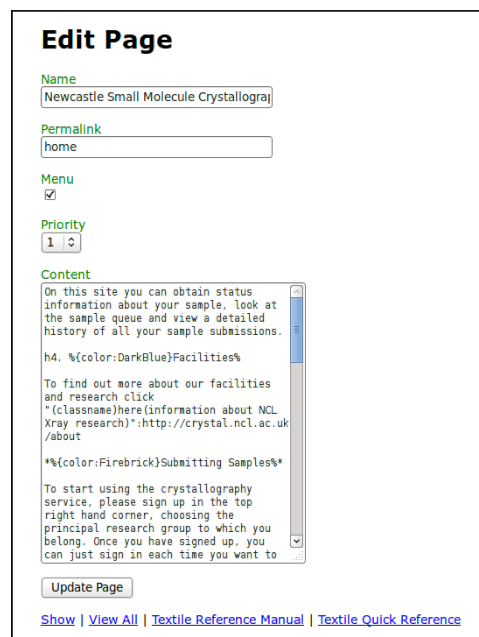 Edit Page
Name
Newcastle Small Molecule Crystallograp
Permalink
home
Menu
Priority
1
Content
On this site you can obtain status
information about your sample, look at
the sample queue and view a detailed
history of all your sample submissions.
h4. %{color:DarkBlue}Facilities%
To find out more about our facilities
and research click
"(classname)here(information about NCL
Xray research)":http://crystal.ncl.ac.uk
/about
*%{color:Firebrick}Submitting Samples%*
To start using the crystallography
service, please sign up in the top
right hand corner, choosing the
principal research group to which you
belong. Once you have signed up, you
can just sign in each time you want to
Update Page
Show | View All | Textile Reference Manual | Textile Quick Reference